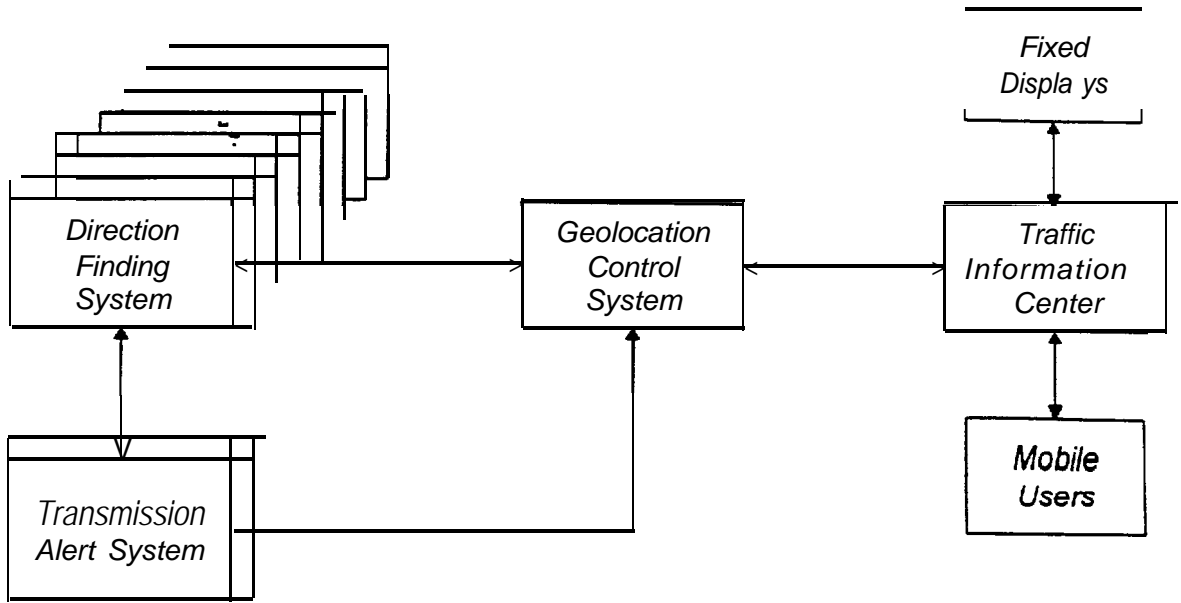 Fixed
Displa ys
Direction
Finding
System
Geolocation
Control
System
Traffic
Information
Center
Transmission
Alert System
Mobile
Users